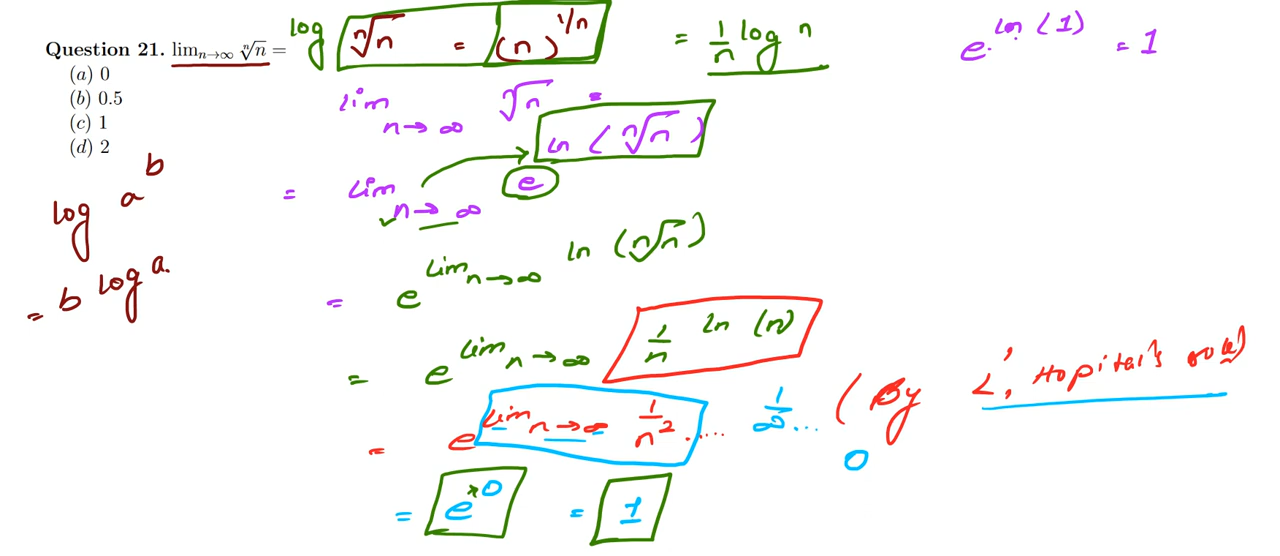 Question 21. lim_{n→∞} ⁿ√n = log ⁿ√n = (n)^{1/n} = 1/n log n
e^{ln(1)} = 1
(a) 0
(b) 0.5
(c) 1
(d) 2
lim_{n→∞} ⁿ√n =
= lim_{n→∞} e^{ln(ⁿ√n)}
log a^b
= b log a.
= e^{lim_{n→∞} ln(ⁿ√n)}
= e^{lim_{n→∞} 1/n ln(n)}
= e^{lim_{n→∞} 1/n²} ..... 1/∞ ... 0 (By L', Hopital's rule)
= e^0 = 1